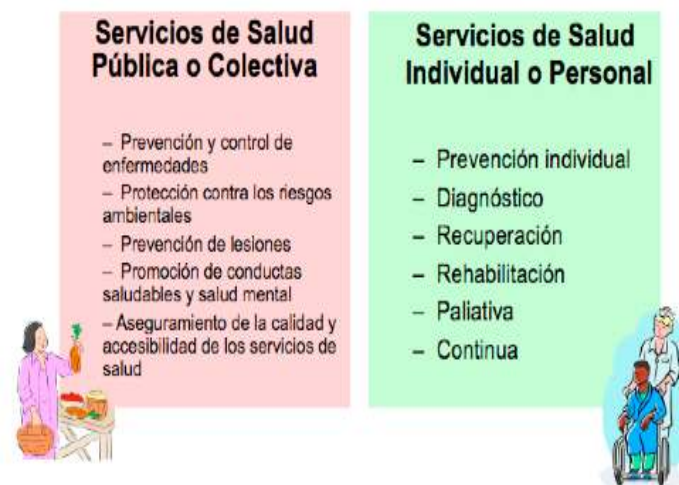 Servicios de Salud
Pública o Colectiva
– Prevención y control de
enfermedades
– Protección contra los riesgos
ambientales
– Prevención de lesiones
– Promoción de conductas
saludables y salud mental
– Aseguramiento de la calidad y
accesibilidad de los servicios de
salud
Servicios de Salud
Individual o Personal
– Prevención individual
– Diagnóstico
– Recuperación
– Rehabilitación
– Paliativa
– Continua